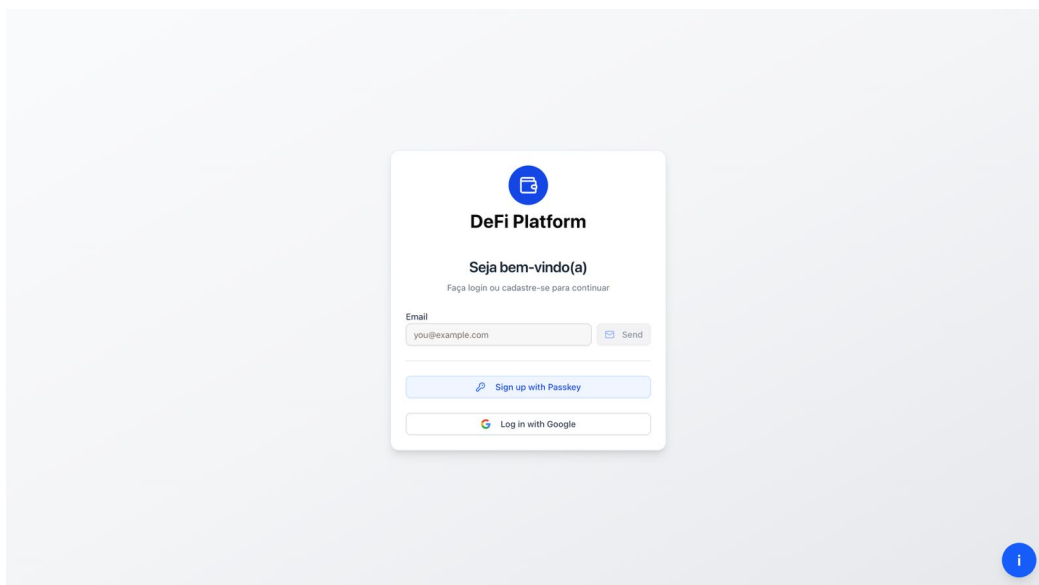 DeFi Platform
Seja bem-vindo(a)
Faça login ou cadastre-se para continuar
Email
you@example.com
Send
Sign up with Passkey
Log in with Google
i